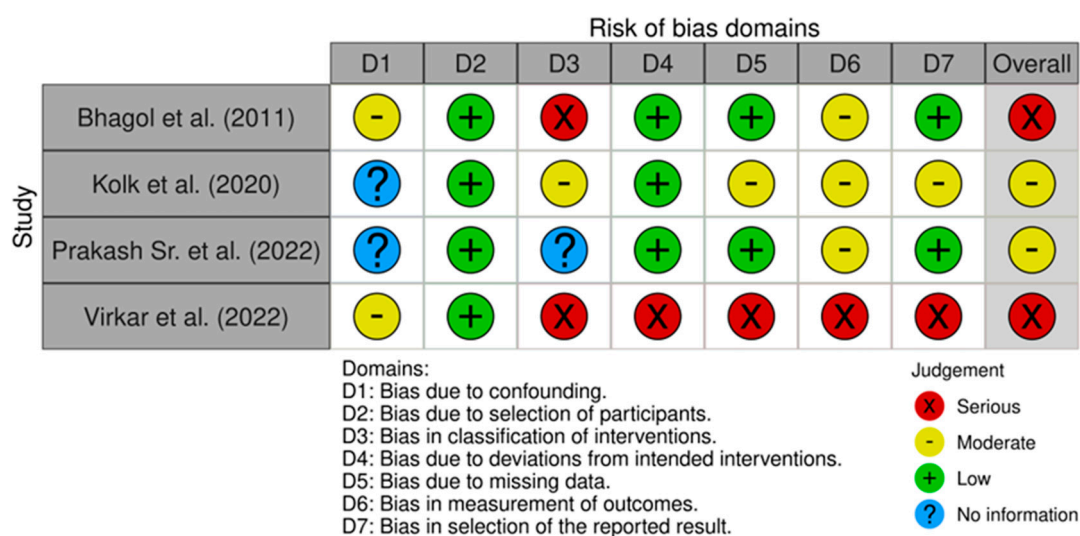 Risk of bias domains
D1 D2 D3 D4 D5 D6 D7 Overall
Study
Bhagol et al. (2011) - + X + + - + X
Kolk et al. (2020) ? + - + - - - -
Prakash Sr. et al. (2022) ? + ? + + - + -
Virkar et al. (2022) - + X X X X X X
Domains:
D1: Bias due to confounding.
D2: Bias due to selection of participants.
D3: Bias in classification of interventions.
D4: Bias due to deviations from intended interventions.
D5: Bias due to missing data.
D6: Bias in measurement of outcomes.
D7: Bias in selection of the reported result.
Judgement
X Serious
- Moderate
+ Low
? No information